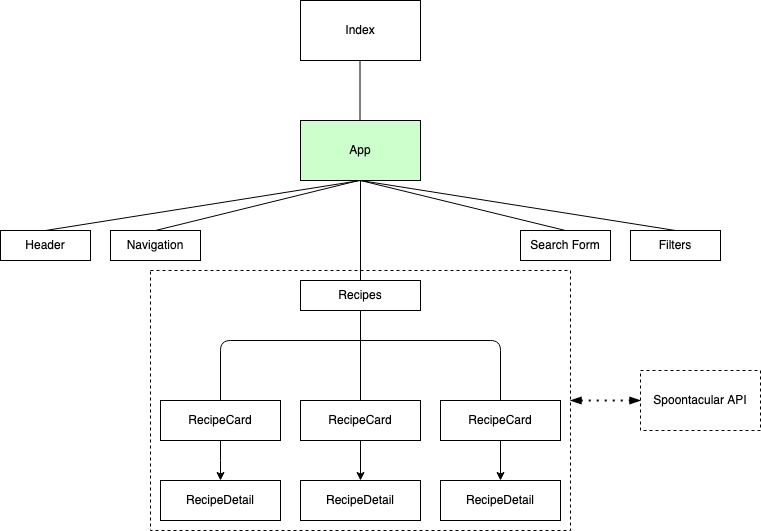 Index
App
Header
Navigation
Search Form
Filters
Recipes
RecipeCard
RecipeCard
RecipeCard
Spoontacular API
RecipeDetail
RecipeDetail
RecipeDetail